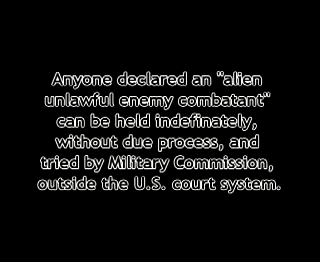 Anyone declared an "alien
unlawful enemy combatant"
can be held indefinately,
without due process, and
tried by Military Commission,
outside the U.S. court system.